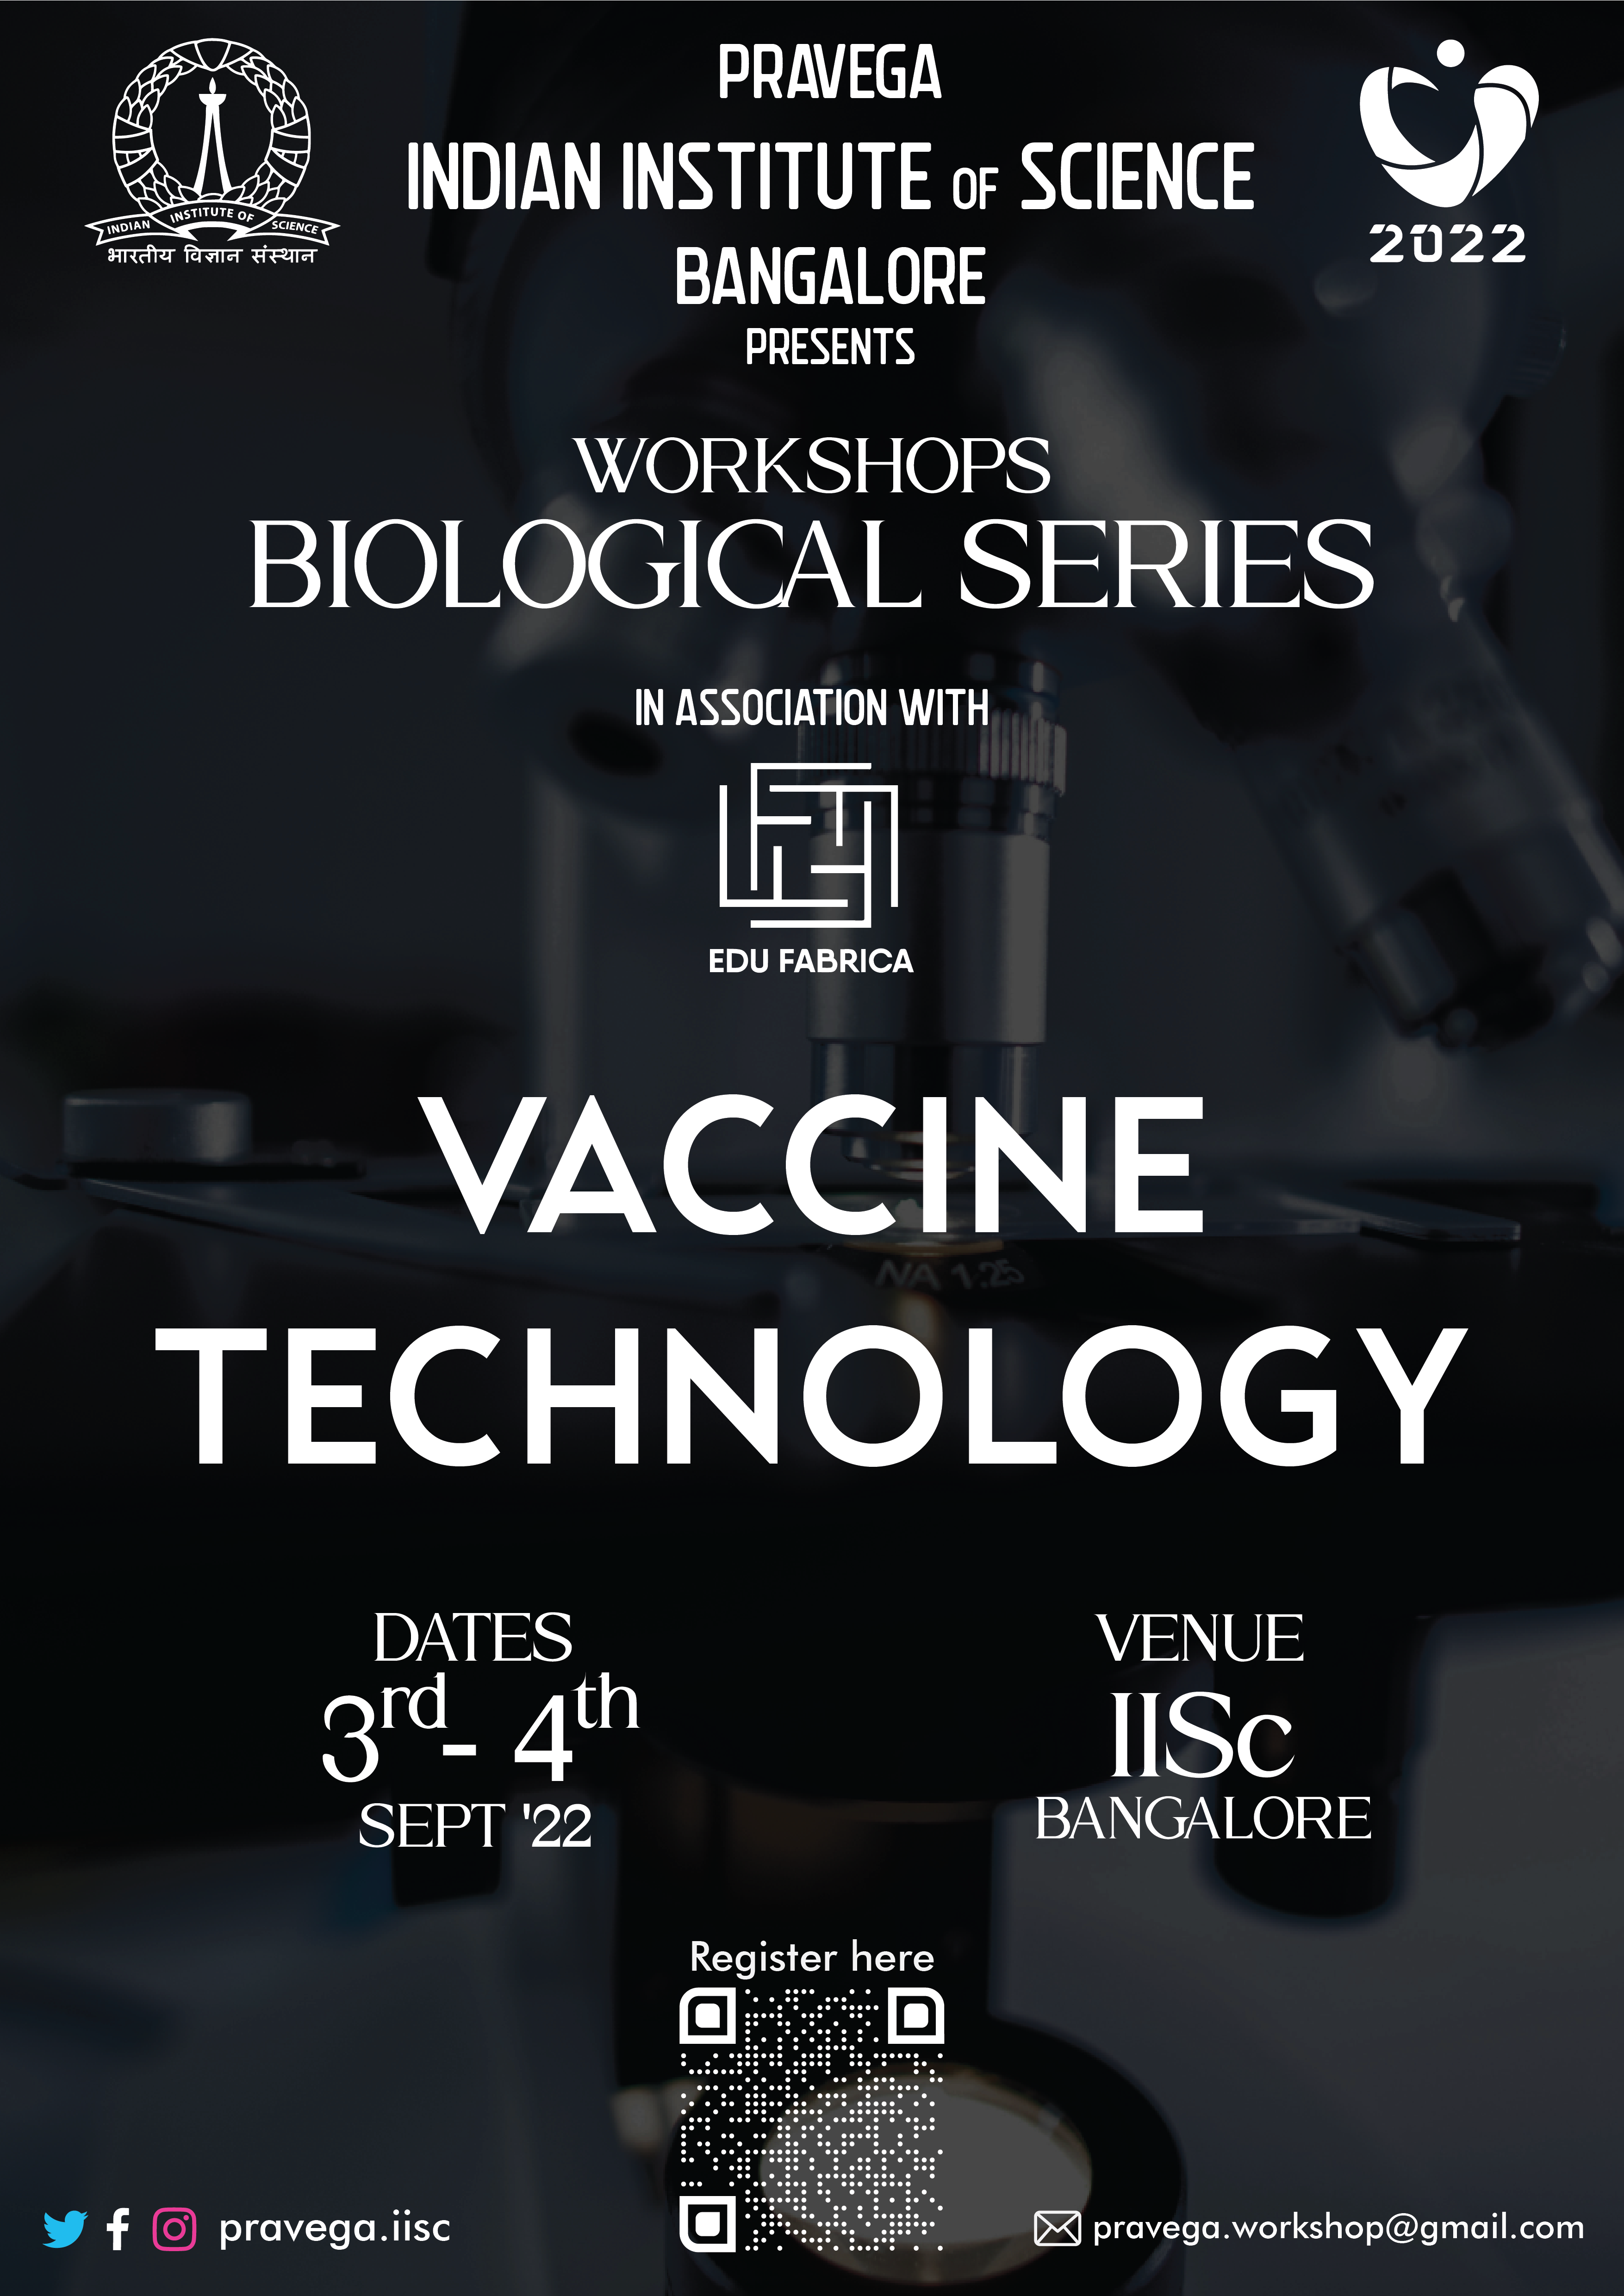 PRAVEGA
INDIAN INSTITUTE OF SCIENCE
BANGALORE
PRESENTS
INDIAN INSTITUTE OF SCIENCE
भारतीय विज्ञान संस्थान
2022
WORKSHOPS
BIOLOGICAL SERIES
IN ASSOCIATION WITH
EDU FABRICA
VACCINE
NA 1.25
TECHNOLOGY
DATES
3rd - 4th
SEPT '22
VENUE
IISc
BANGALORE
Register here
pravega.iisc
pravega.workshop@gmail.com